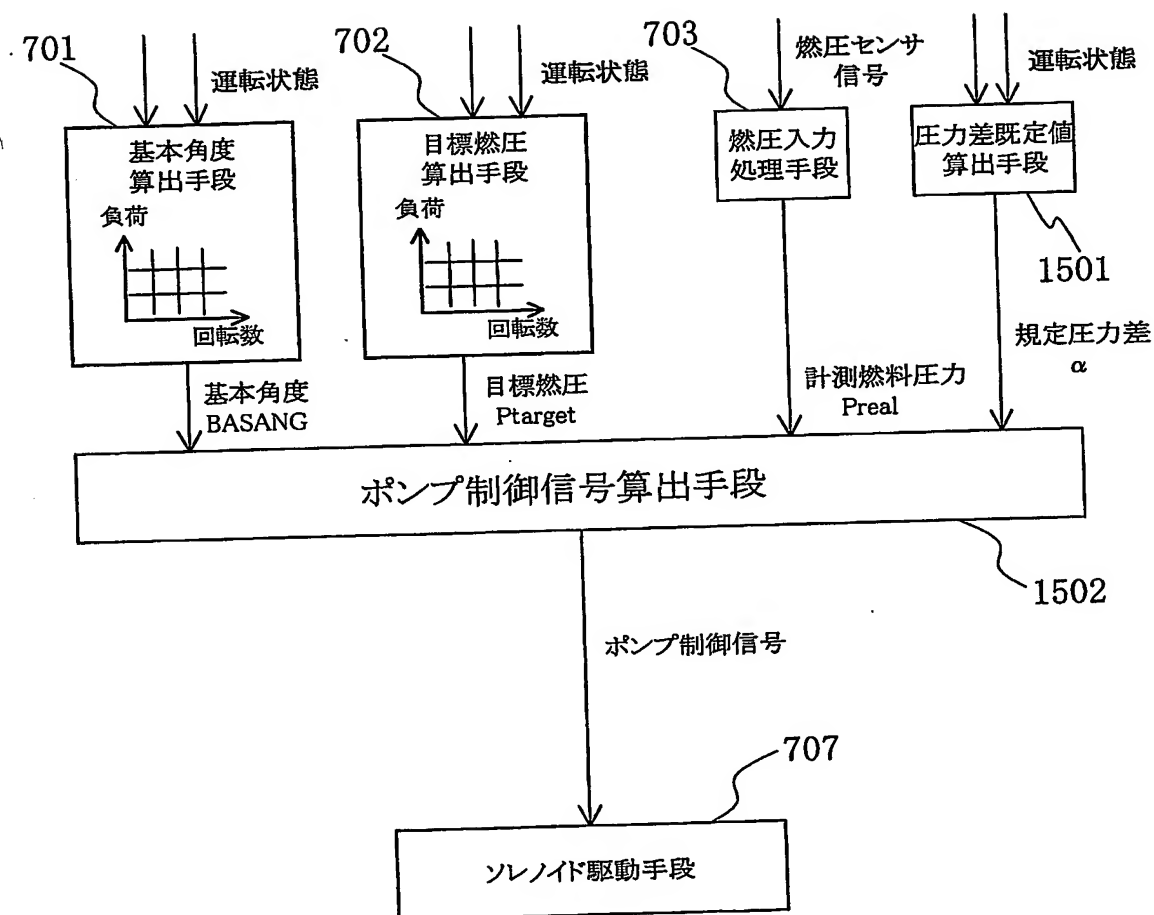 701
運転状態
702
運転状態
703
燃圧センサ
信号
運転状態
基本角度
算出手段
負荷
回転数
目標燃圧
算出手段
負荷
回転数
燃圧入力
処理手段
圧力差既定値
算出手段
1501
基本角度
BASANG
目標燃圧
Ptarget
計測燃料圧力
Preal
規定圧力差
α
ポンプ制御信号算出手段
1502
ポンプ制御信号
707
ソレノイド駆動手段